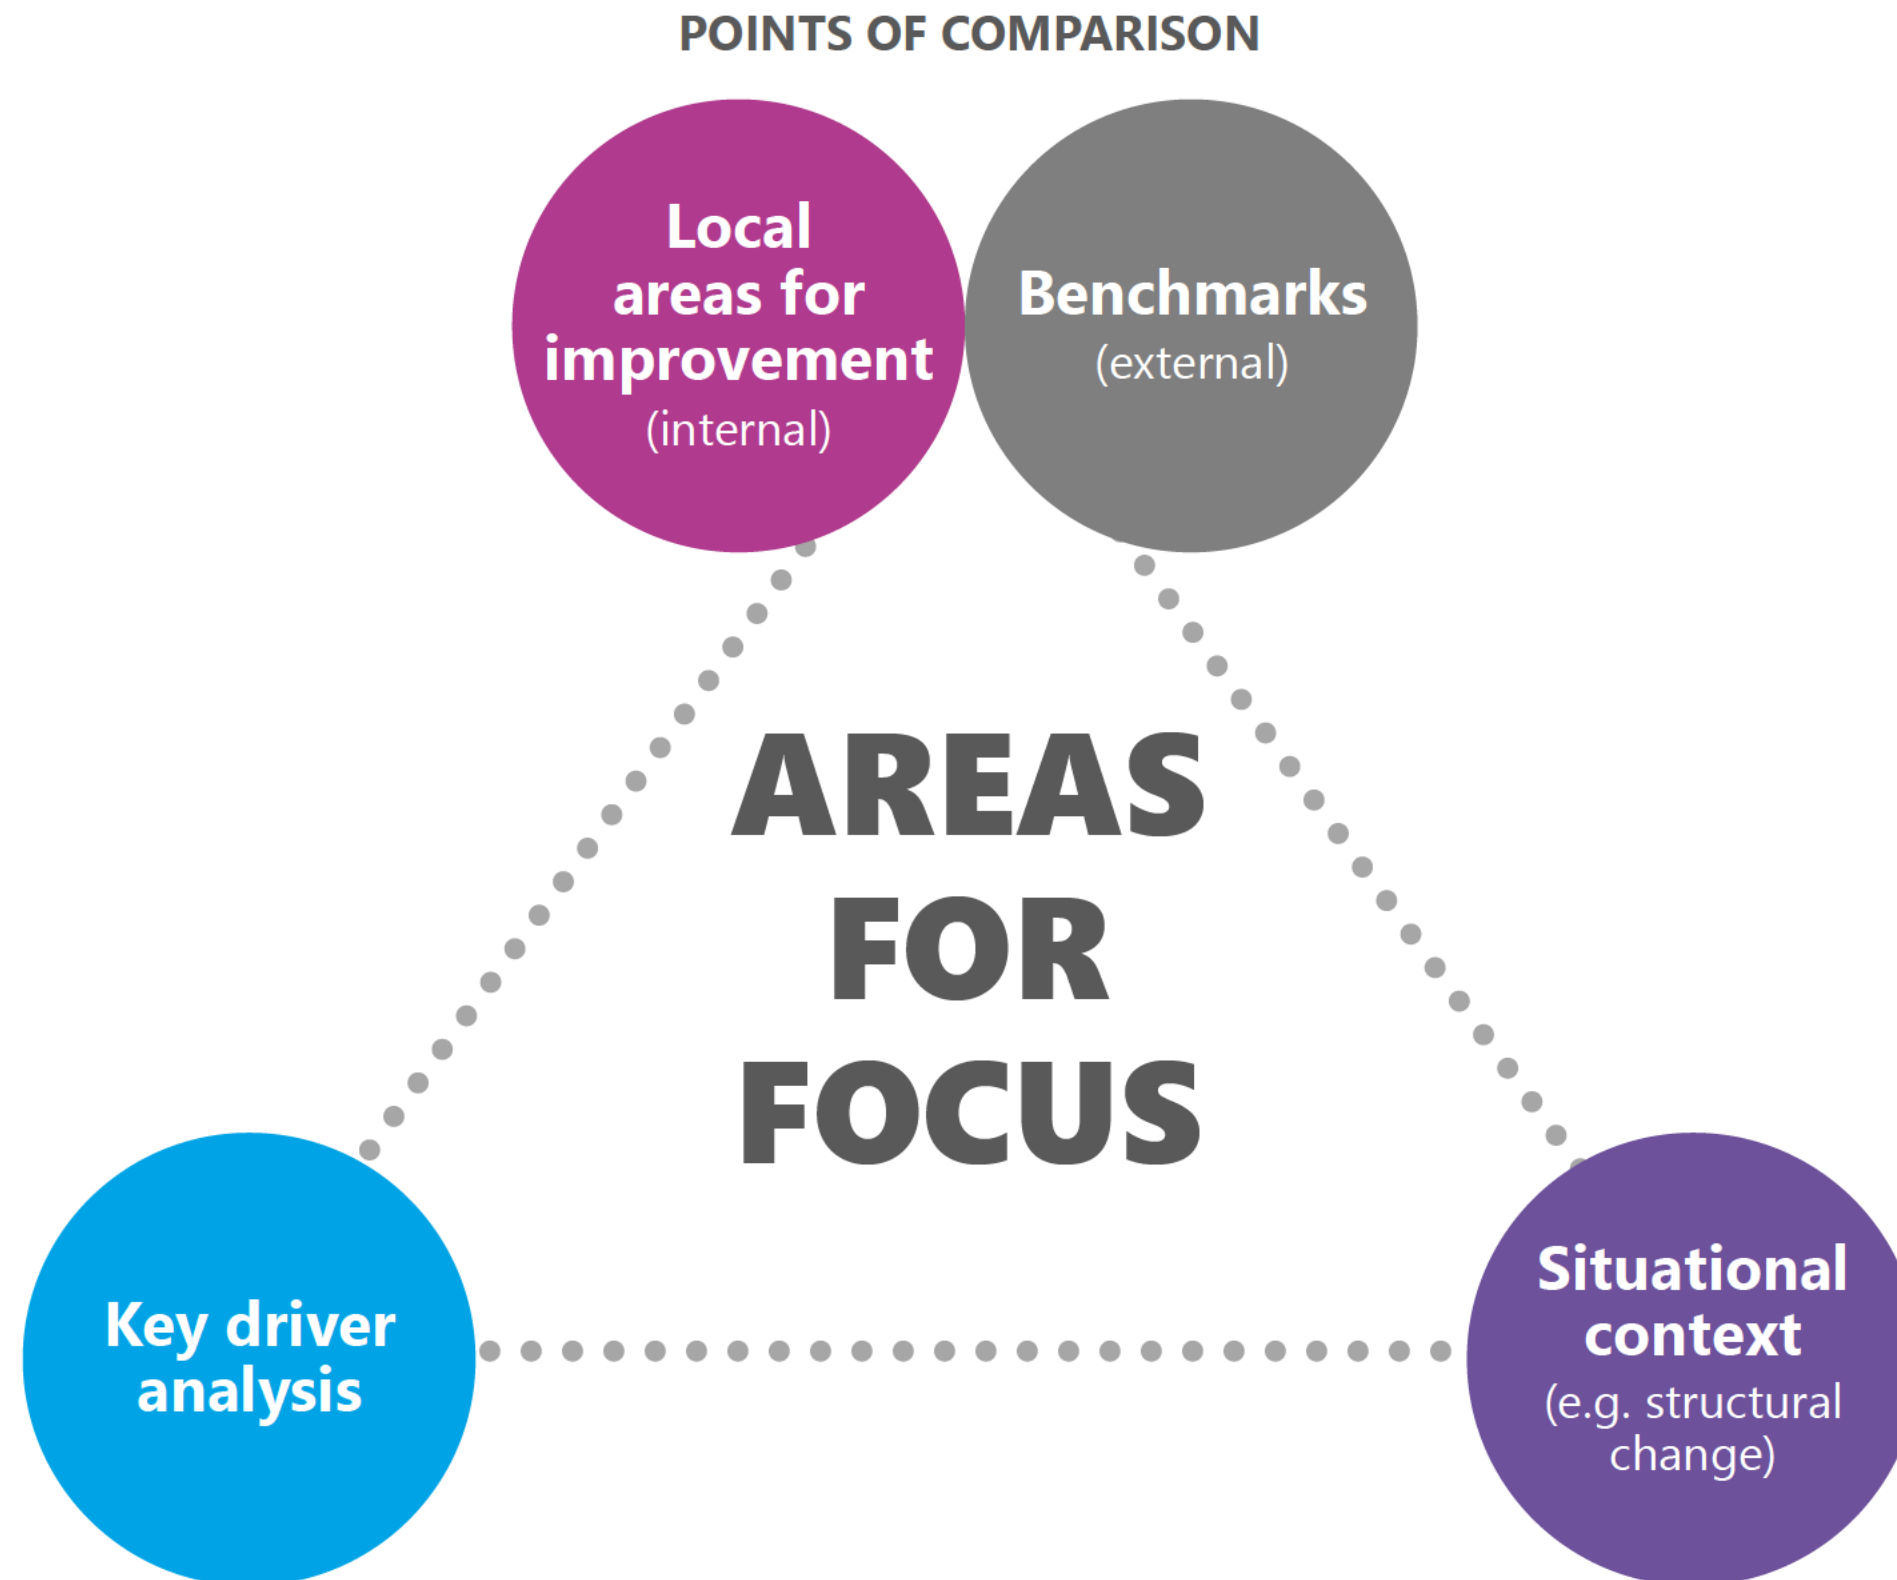 POINTS OF COMPARISON
Local
areas for
improvement
(internal)
Benchmarks
(external)
AREAS
FOR
FOCUS
Key driver
analysis
Situational
context
(e.g. structural
change)